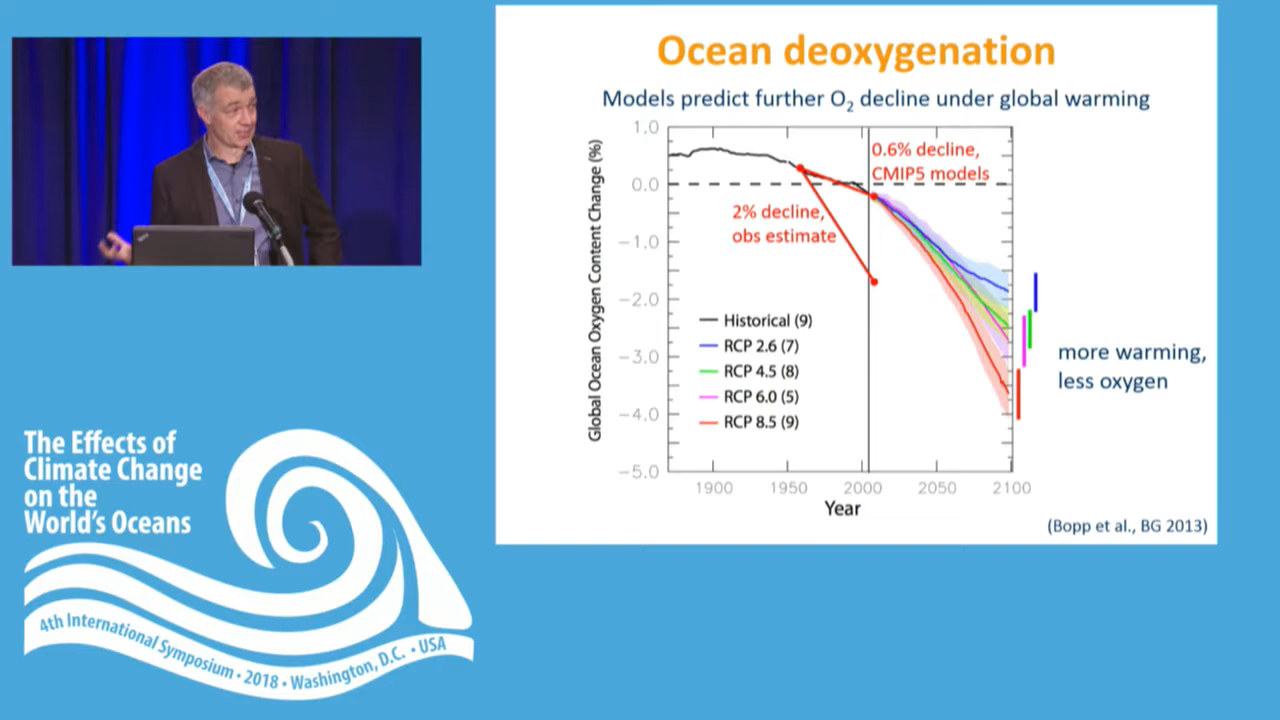 Ocean deoxygenation
Models predict further O₂ decline under global warming
Global Ocean Oxygen Content Change (%)
1.0
0.0
−1.0
−2.0
−3.0
−4.0
−5.0
0.6% decline,
CMIP5 models
2% decline,
obs estimate
Historical (9)
RCP 2.6 (7)
RCP 4.5 (8)
RCP 6.0 (5)
RCP 8.5 (9)
more warming,
less oxygen
1900
1950
2000
2050
2100
Year
(Bopp et al., BG 2013)
The Effects of
Climate Change
on the
World's Oceans
4th International Symposium • 2018 • Washington, D.C. • USA